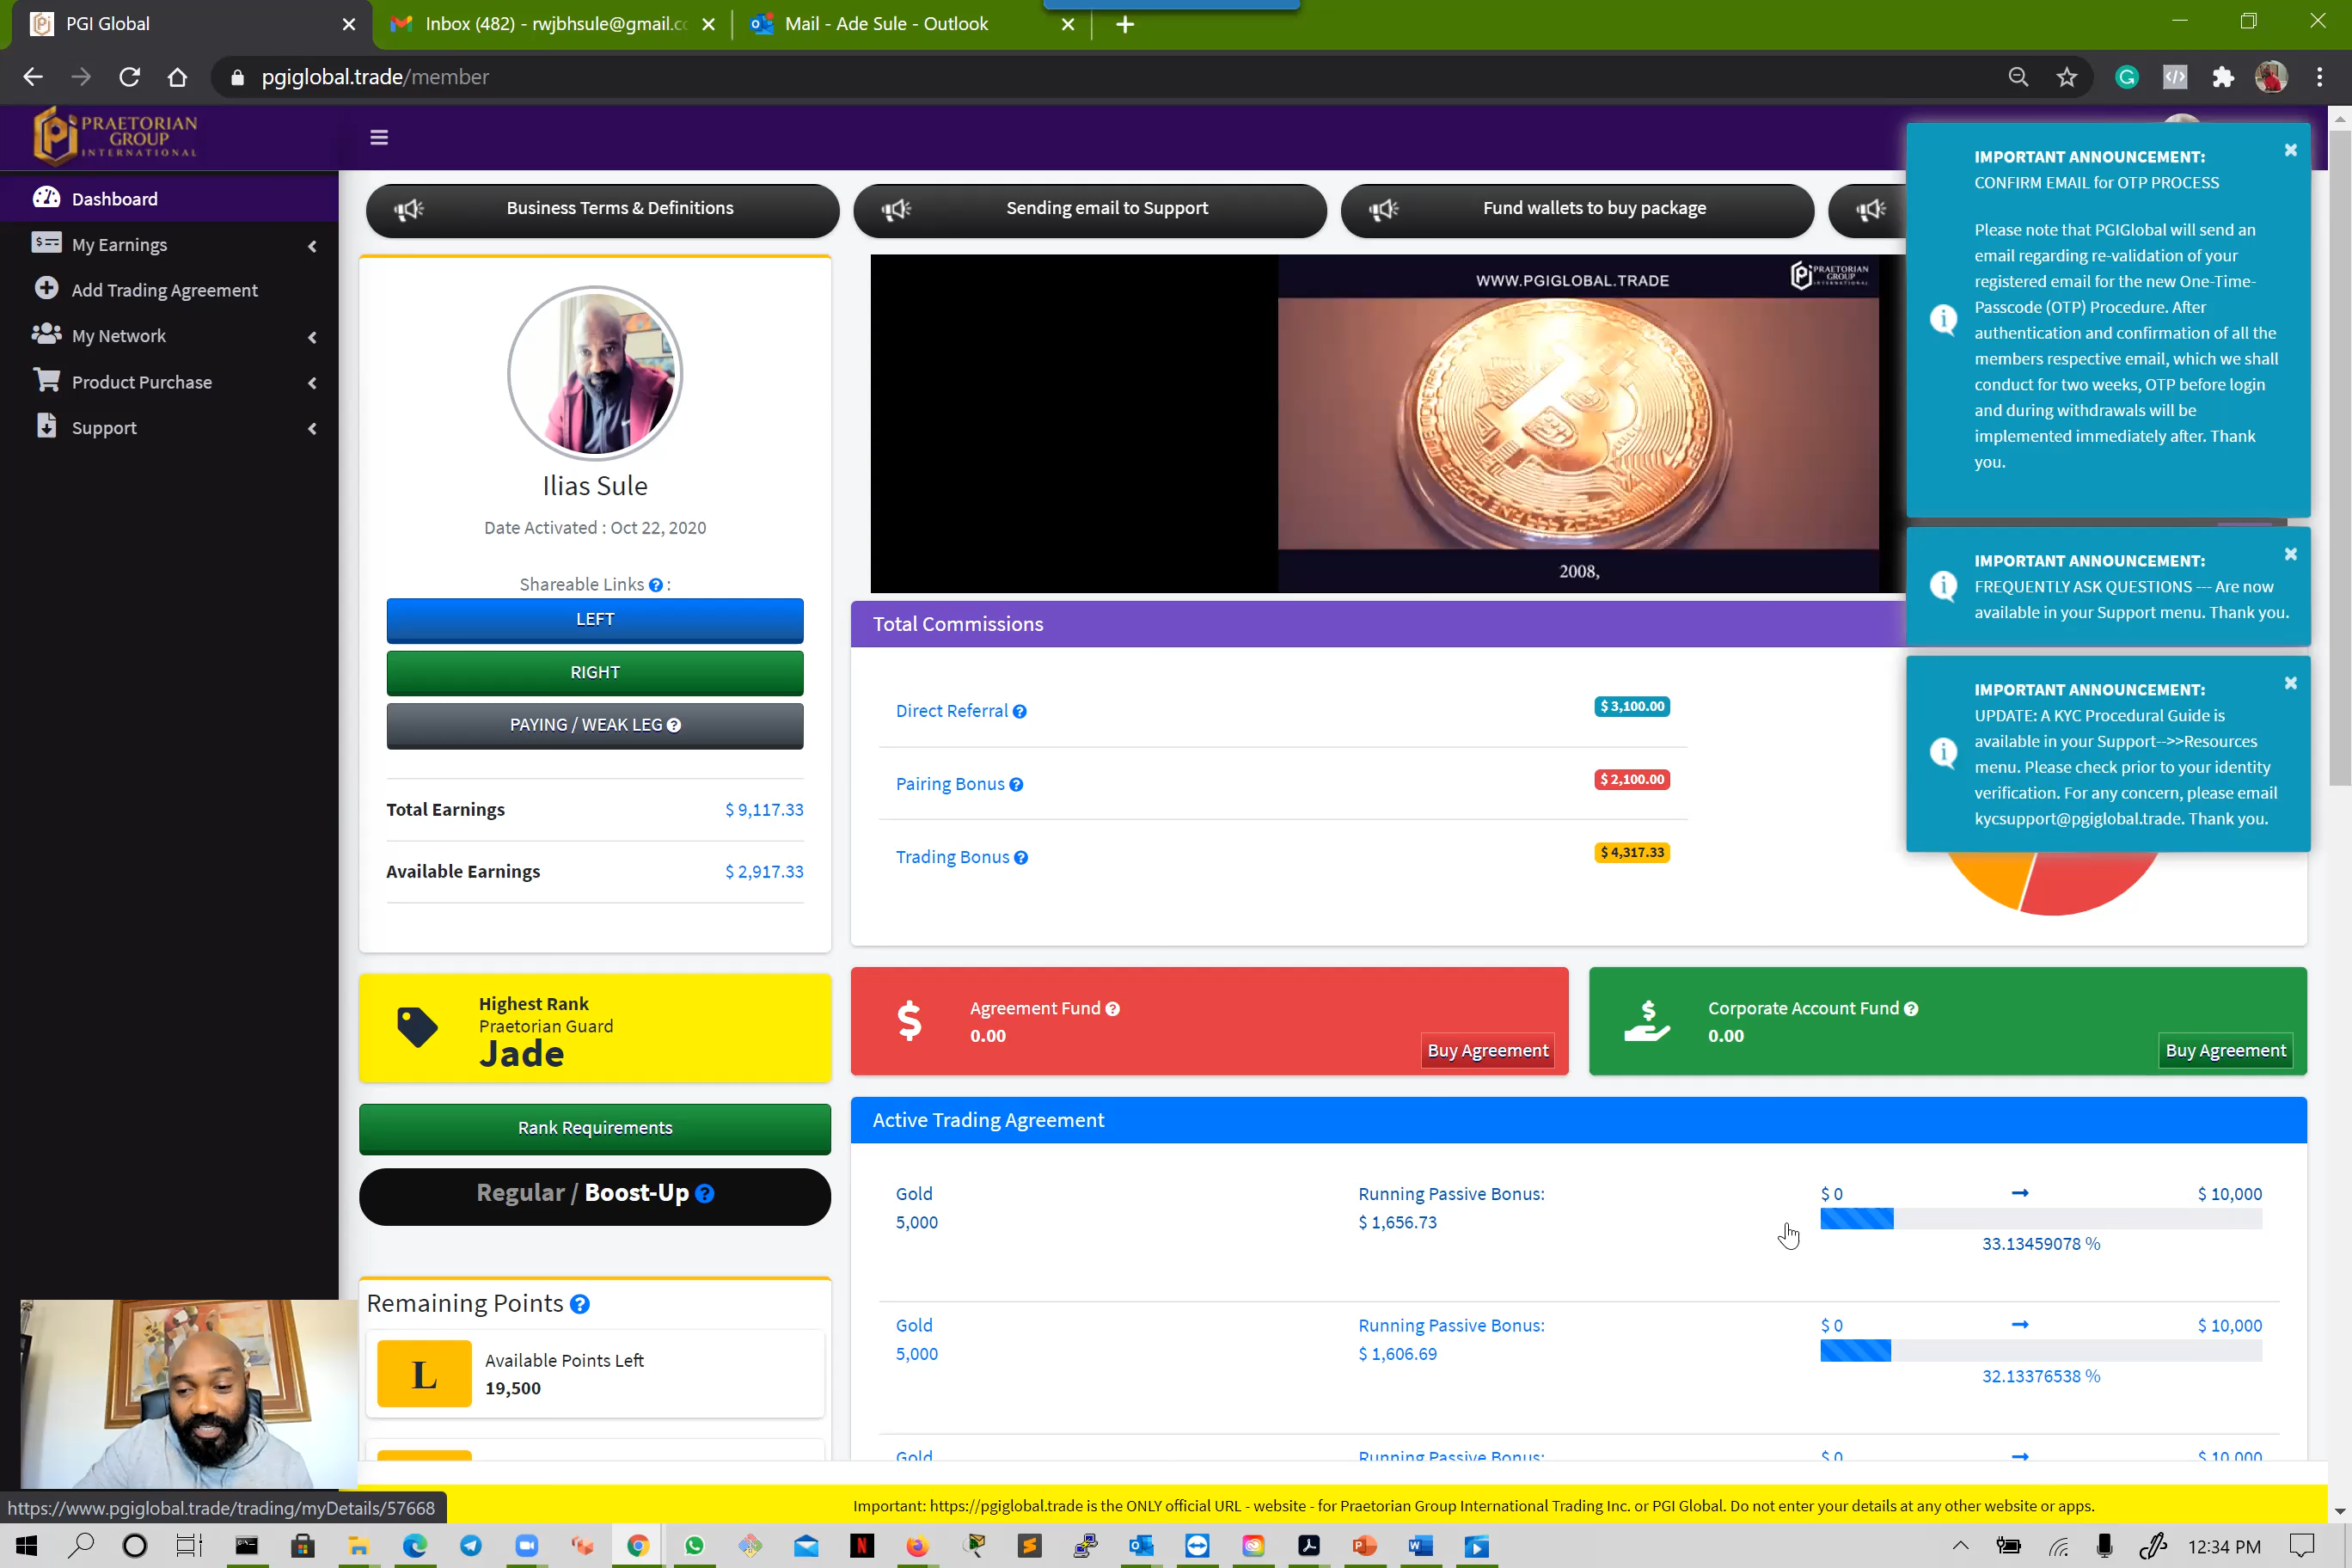 PGI Global
Inbox (482) - rwjbhsule@gmail.cc
Mail - Ade Sule - Outlook
pgiglobal.trade/member
PRAETORIAN
GROUP
INTERNATIONAL
Dashboard
My Earnings
Add Trading Agreement
My Network
Product Purchase
Support
Business Terms & Definitions
Sending email to Support
Fund wallets to buy package
Ilias Sule
Date Activated : Oct 22, 2020
Shareable Links ? :
LEFT
RIGHT
PAYING / WEAK LEG ?
Total Earnings $ 9,117.33
Available Earnings $ 2,917.33
Highest Rank
Praetorian Guard
Jade
Rank Requirements
Regular / Boost-Up ?
Remaining Points ?
L
Available Points Left
19,500
WWW.PGIGLOBAL.TRADE
PRAETORIAN
GROUP
2008,
Total Commissions
Direct Referral ? $ 3,100.00
Pairing Bonus ? $ 2,100.00
Trading Bonus ? $ 4,317.33
Agreement Fund ?
0.00
Buy Agreement
Corporate Account Fund ?
0.00
Buy Agreement
Active Trading Agreement
Gold Running Passive Bonus: $ 0 → $ 10,000
5,000 $ 1,656.73
33.13459078 %
Gold Running Passive Bonus: $ 0 → $ 10,000
5,000 $ 1,606.69
32.13376538 %
Gold Running Passive Bonus: $ 0 → $ 10,000
IMPORTANT ANNOUNCEMENT:
CONFIRM EMAIL for OTP PROCESS
Please note that PGIGlobal will send an
email regarding re-validation of your
registered email for the new One-Time-
Passcode (OTP) Procedure. After
authentication and confirmation of all the
members respective email, which we shall
conduct for two weeks, OTP before login
and during withdrawals will be
implemented immediately after. Thank
you.
IMPORTANT ANNOUNCEMENT:
FREQUENTLY ASK QUESTIONS --- Are now
available in your Support menu. Thank you.
IMPORTANT ANNOUNCEMENT:
UPDATE: A KYC Procedural Guide is
available in your Support-->>Resources
menu. Please check prior to your identity
verification. For any concern, please email
kycsupport@pgiglobal.trade. Thank you.
https://www.pgiglobal.trade/trading/myDetails/57668
Important: https://pgiglobal.trade is the ONLY official URL - website - for Praetorian Group International Trading Inc. or PGI Global. Do not enter your details at any other website or apps.
12:34 PM